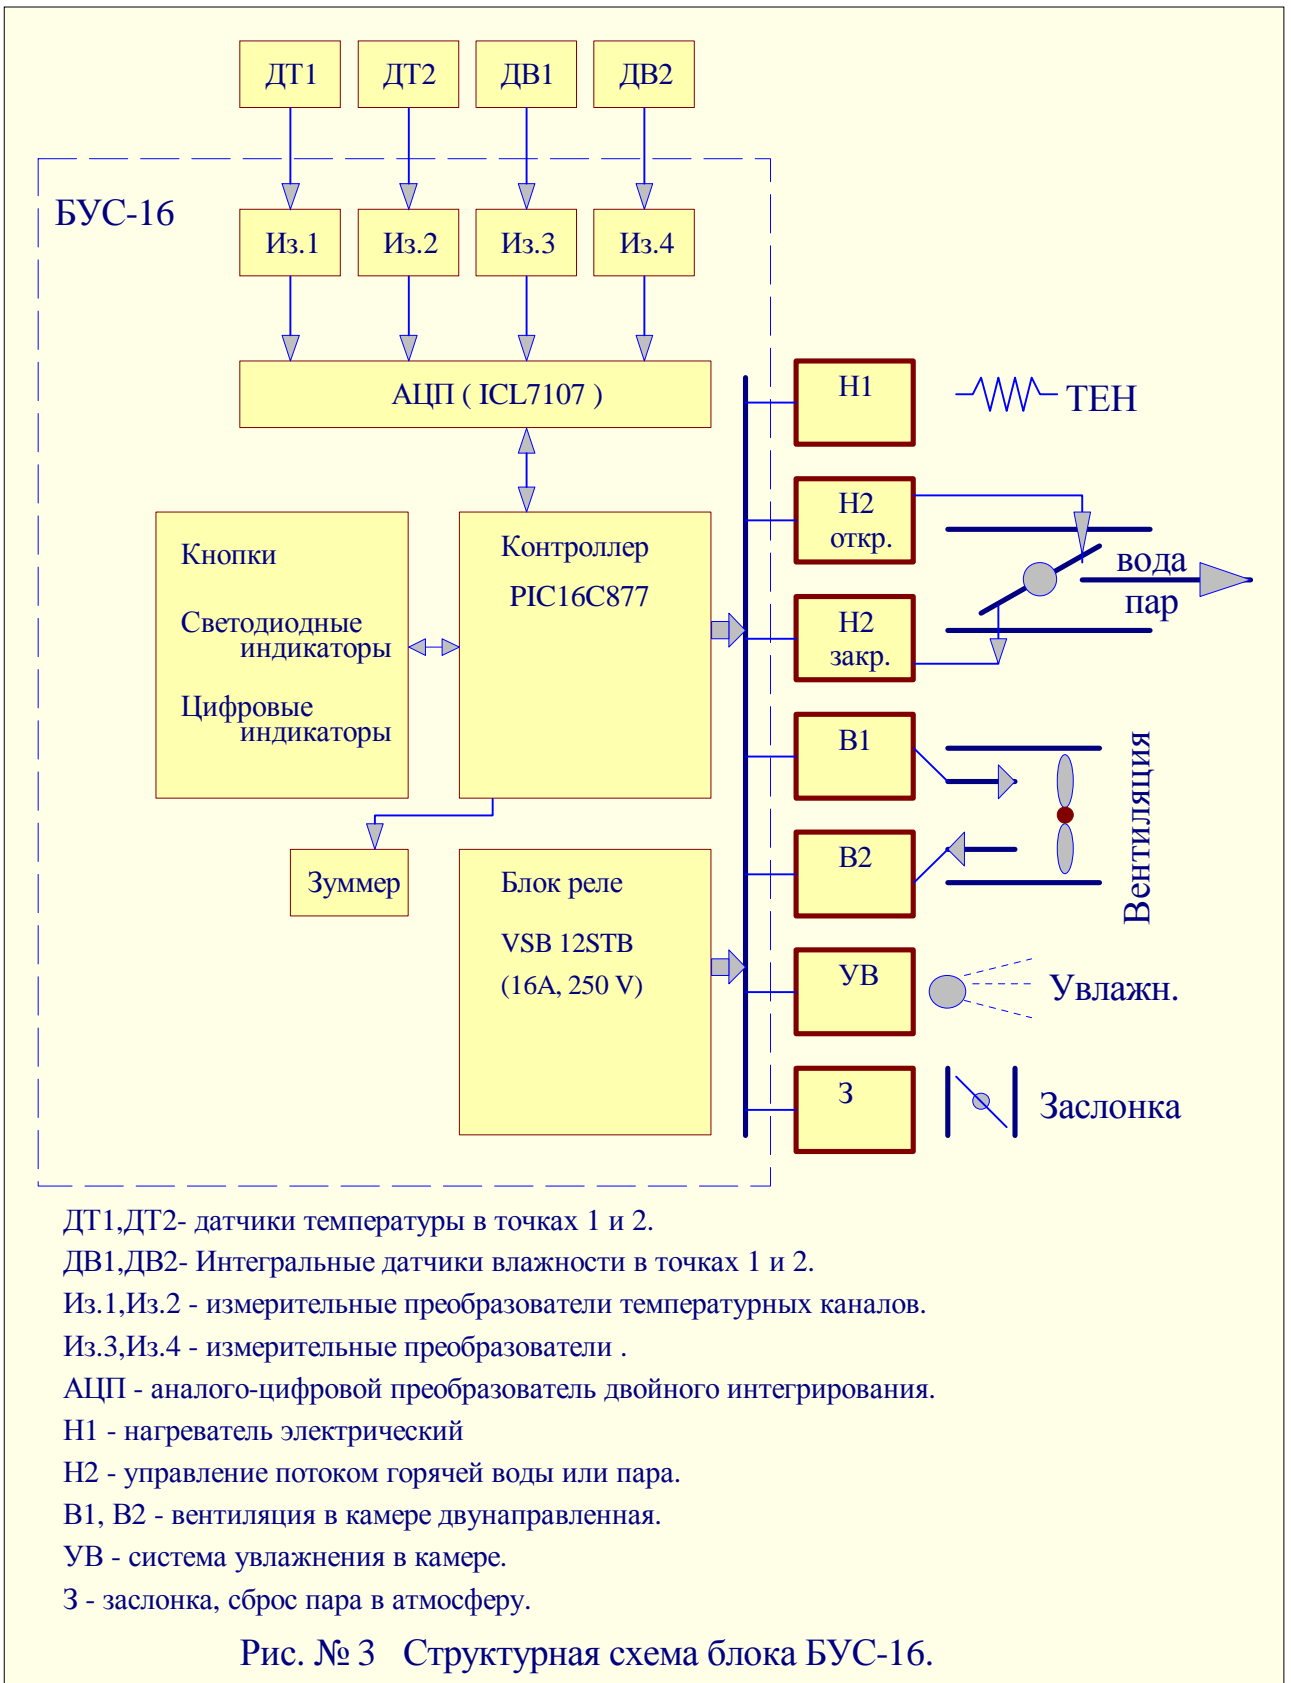 ДТ1 ДТ2 ДВ1 ДВ2
БУС-16
Из.1 Из.2 Из.3 Из.4
АЦП ( ICL7107 )
Н1
ТЕН
Н2
откр.
вода
пар
Кнопки
Светодиодные
индикаторы
Цифровые
индикаторы
Контроллер
PIC16C877
Н2
закр.
В1
В2
Вентиляция
Зуммер
Блок реле
VSB 12STB
(16A, 250 V)
УВ
Увлажн.
З
Заслонка
ДТ1,ДТ2- датчики температуры в точках 1 и 2.
ДВ1,ДВ2- Интегральные датчики влажности в точках 1 и 2.
Из.1,Из.2 - измерительные преобразователи температурных каналов.
Из.3,Из.4 - измерительные преобразователи .
АЦП - аналого-цифровой преобразователь двойного интегрирования.
Н1 - нагреватель электрический
Н2 - управление потоком горячей воды или пара.
В1, В2 - вентиляция в камере двунаправленная.
УВ - система увлажнения в камере.
З - заслонка, сброс пара в атмосферу.
Рис. № 3 Структурная схема блока БУС-16.